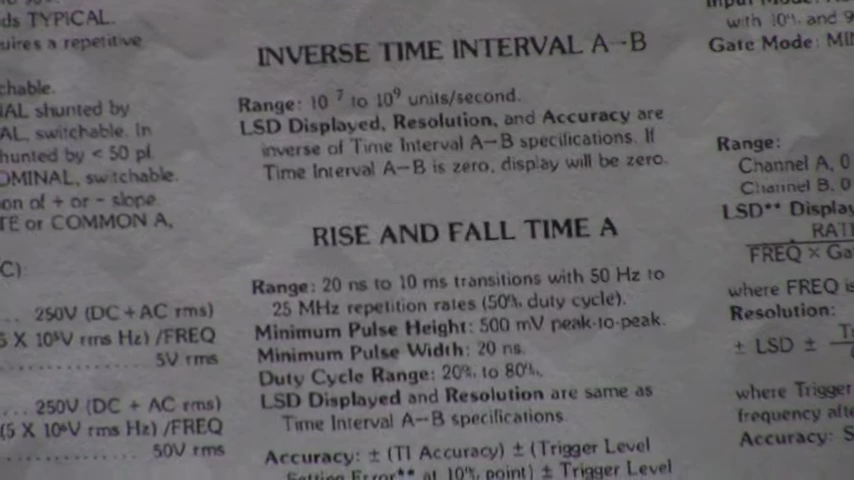 ds TYPICAL.
uires a repetitive
chable.
NAL shunted by
AL, switchable. In
hunted by < 50 pf.
OMINAL, switchable.
on of + or − slope.
TE or COMMON A,
C):
... 250V (DC + AC rms)
5 X 10⁶V rms Hz) /FREQ
................ 5V rms
... 250V (DC + AC rms)
(5 X 10⁶V rms Hz) /FREQ
................ 50V rms
INVERSE TIME INTERVAL A→B
Range: 10⁻⁷ to 10⁹ units/second.
LSD Displayed, Resolution, and Accuracy are
inverse of Time Interval A→B specifications. If
Time Interval A→B is zero, display will be zero.
RISE AND FALL TIME A
Range: 20 ns to 10 ms transitions with 50 Hz to
25 MHz repetition rates (50% duty cycle).
Minimum Pulse Height: 500 mV peak-to-peak.
Minimum Pulse Width: 20 ns.
Duty Cycle Range: 20% to 80%.
LSD Displayed and Resolution are same as
Time Interval A→B specifications.
Accuracy: ± (TI Accuracy) ± (Trigger Level
Setting Error** at 10% point) ± Trigger Level
with 10% and 9
Gate Mode: MIN
Range:
Channel A, 0
Channel B, 0
LSD** Display
RATI
FREQ × Ga
where FREQ is
Resolution:
± LSD ± 
where Trigger
frequency afte
Accuracy: S